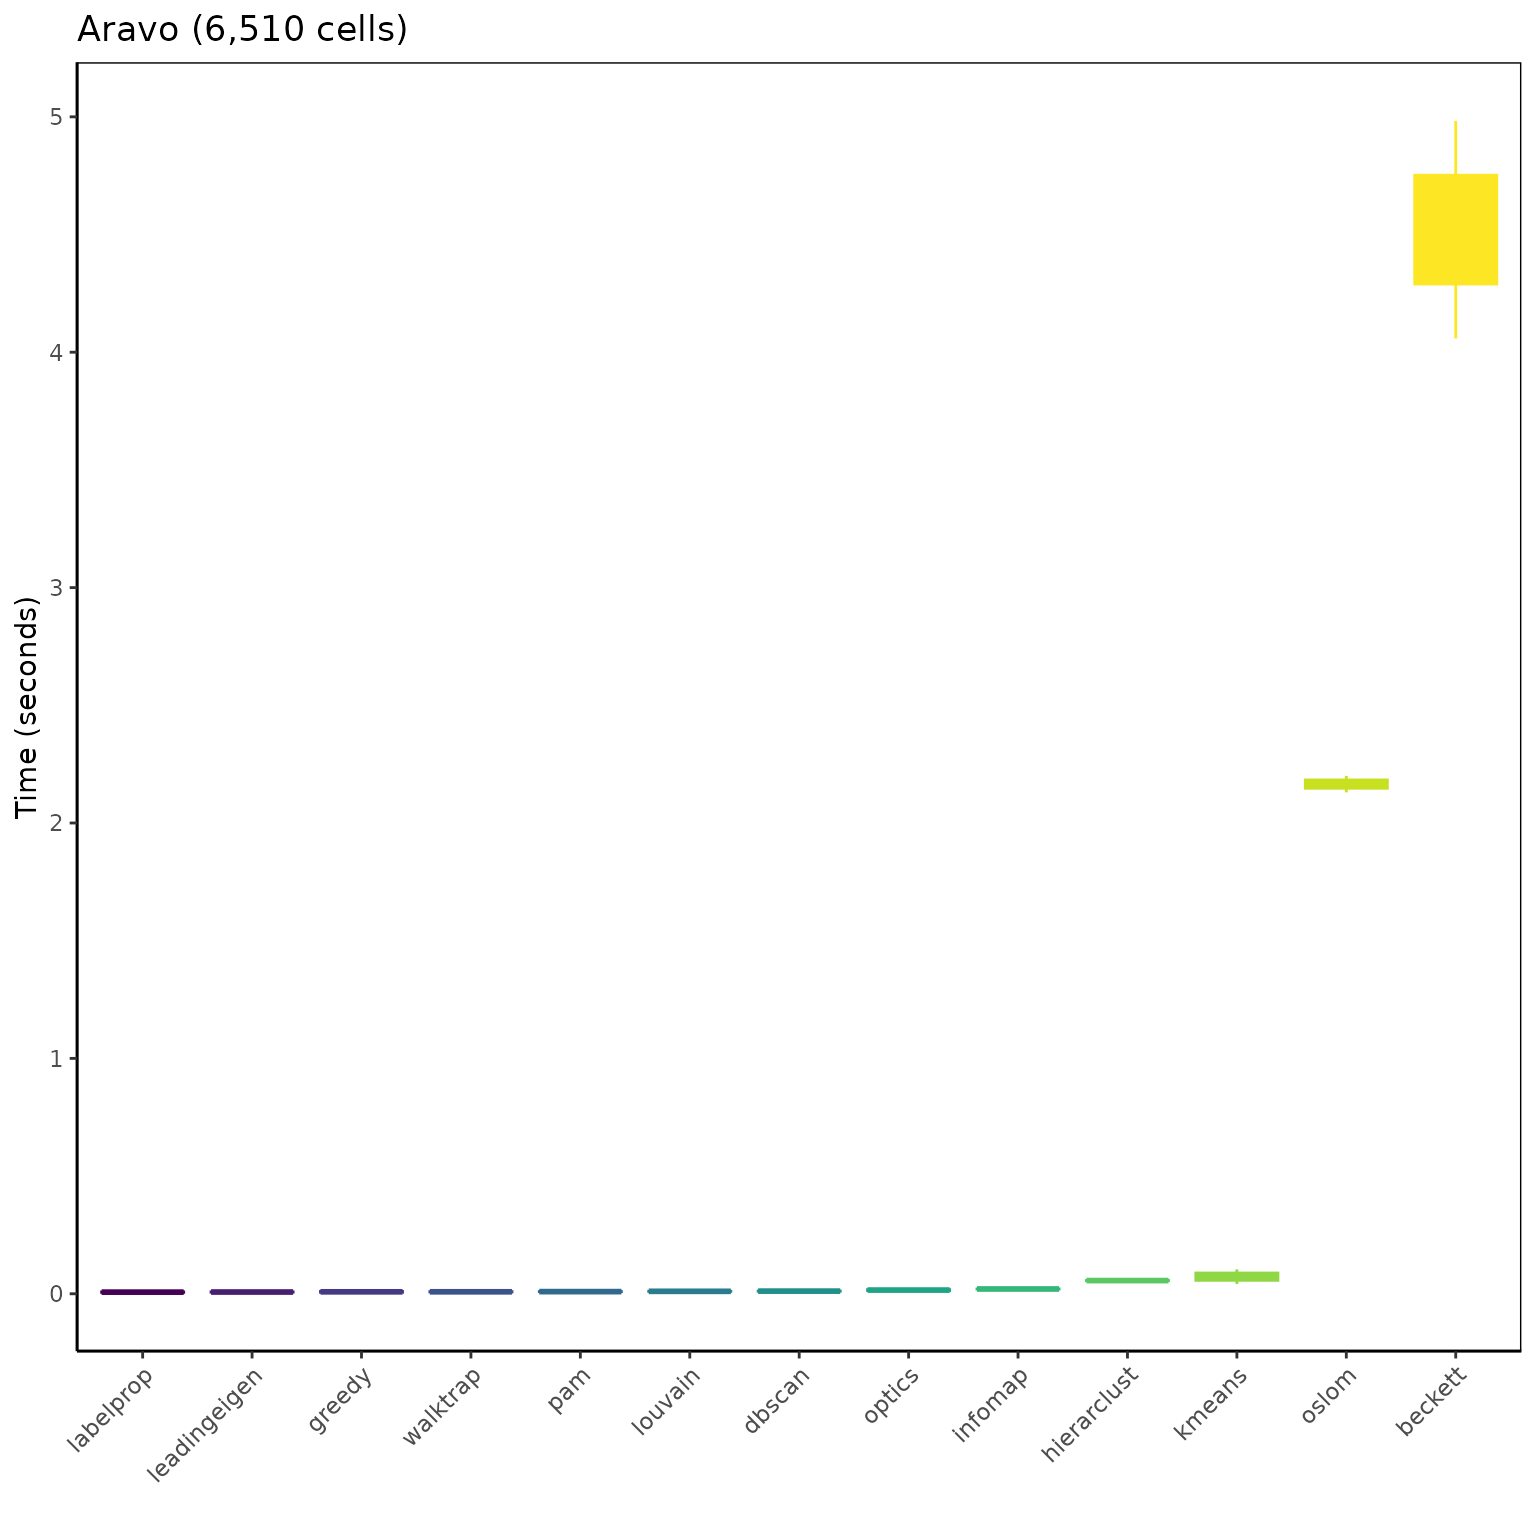 Aravo (6,510 cells)
Time (seconds)
5
4
3
2
1
0
labelprop
leadingeigen
greedy
walktrap
pam
louvain
dbscan
optics
infomap
hierarclust
kmeans
oslom
beckett